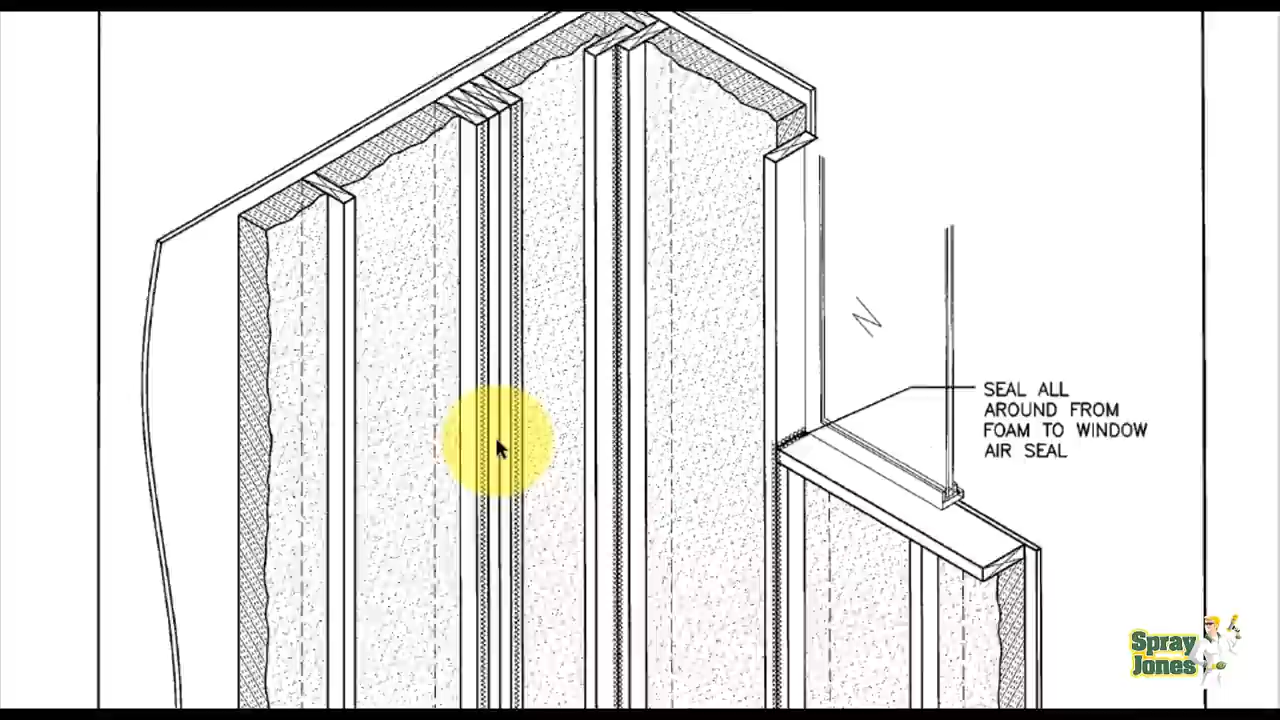 SEAL ALL
AROUND FROM
FOAM TO WINDOW
AIR SEAL
Spray
Jones